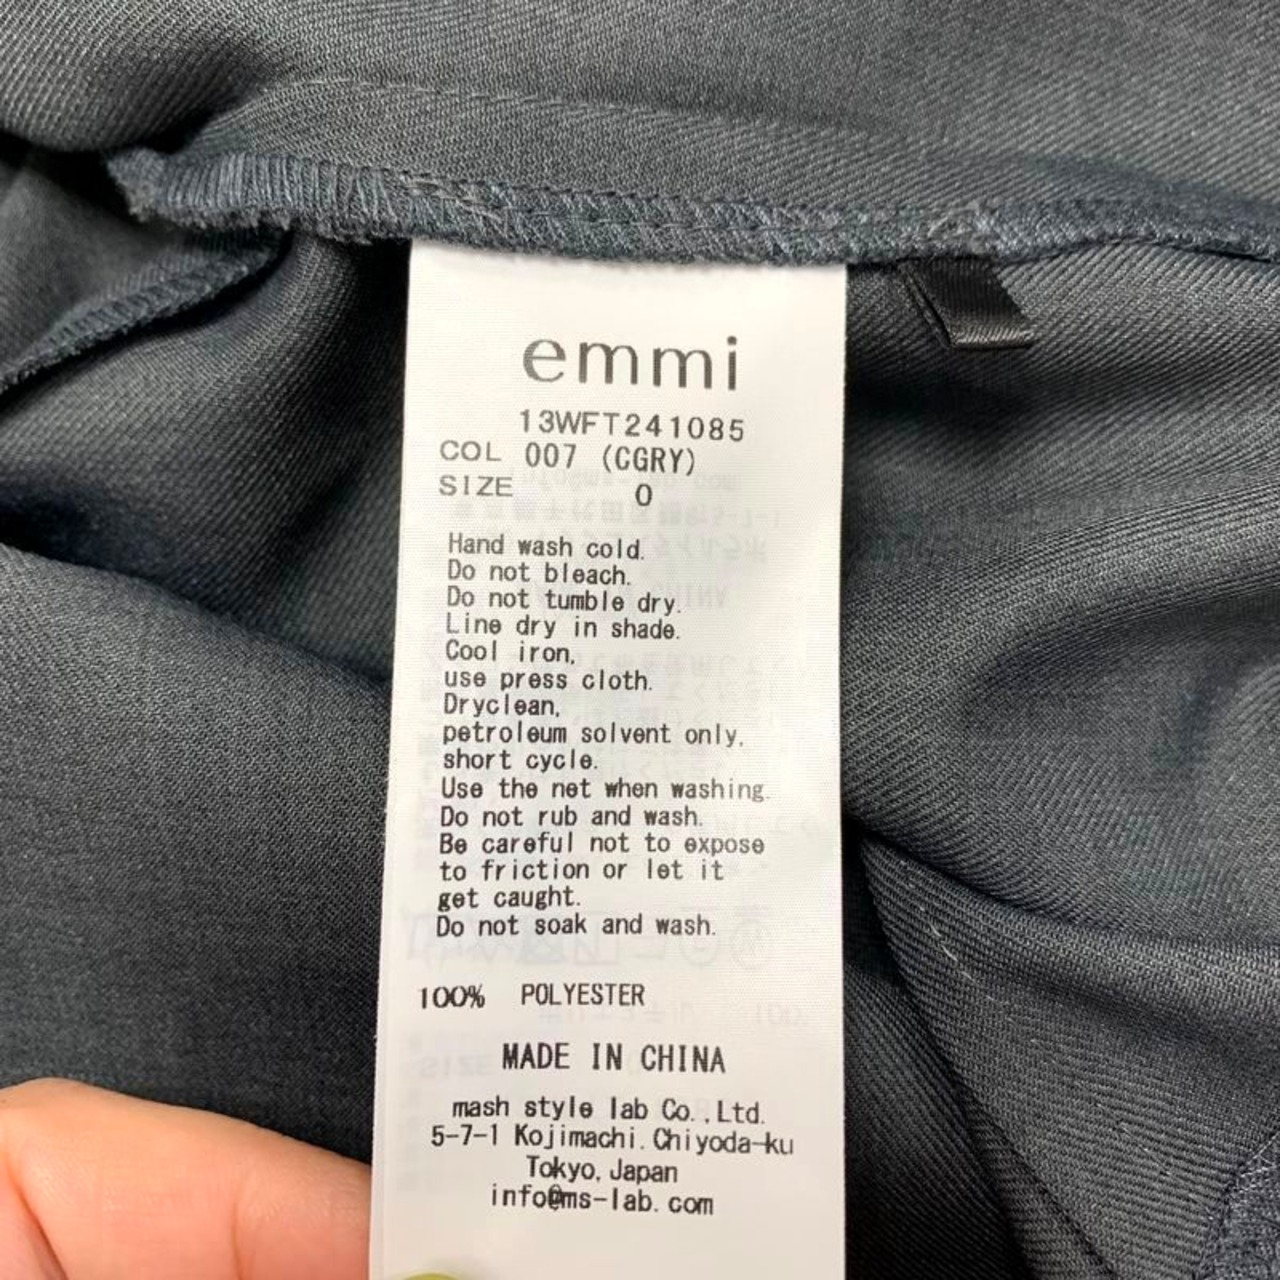 emmi
13WFT241085
COL 007 (CGRY)
SIZE 0
Hand wash cold.
Do not bleach.
Do not tumble dry.
Line dry in shade.
Cool iron,
use press cloth.
Dryclean,
petroleum solvent only,
short cycle.
Use the net when washing.
Do not rub and wash.
Be careful not to expose
to friction or let it
get caught.
Do not soak and wash.
100% POLYESTER
MADE IN CHINA
mash style lab Co.,Ltd.
5-7-1 Kojimachi. Chiyoda-ku
Tokyo, Japan
info@ms-lab.com